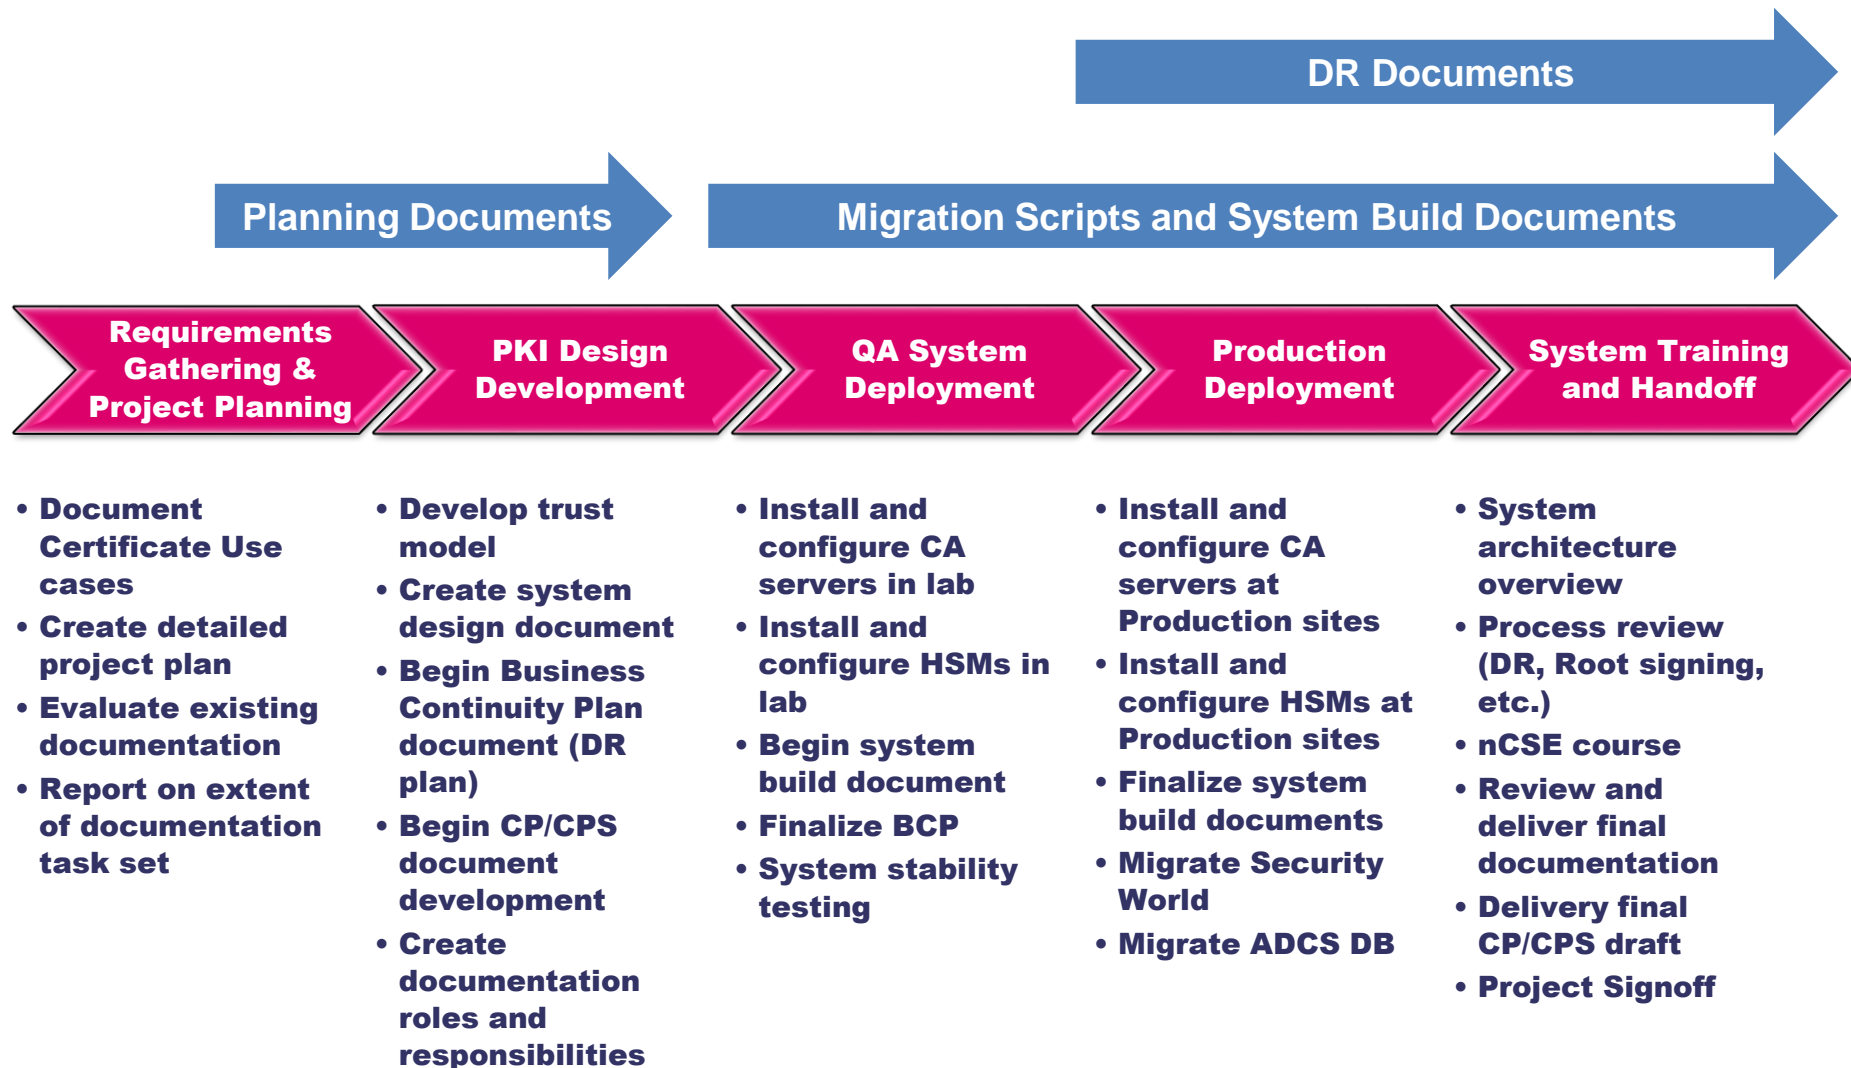 DR Documents
Planning Documents
Migration Scripts and System Build Documents
Requirements
Gathering &
Project Planning
PKI Design
Development
QA System
Deployment
Production
Deployment
System Training
and Handoff
• Document
Certificate Use
cases
• Create detailed
project plan
• Evaluate existing
documentation
• Report on extent
of documentation
task set
• Develop trust
model
• Create system
design document
• Begin Business
Continuity Plan
document (DR
plan)
• Begin CP/CPS
document
development
• Create
documentation
roles and
responsibilities
• Install and
configure CA
servers in lab
• Install and
configure HSMs in
lab
• Begin system
build document
• Finalize BCP
• System stability
testing
• Install and
configure CA
servers at
Production sites
• Install and
configure HSMs at
Production sites
• Finalize system
build documents
• Migrate Security
World
• Migrate ADCS DB
• System
architecture
overview
• Process review
(DR, Root signing,
etc.)
• nCSE course
• Review and
deliver final
documentation
• Delivery final
CP/CPS draft
• Project Signoff